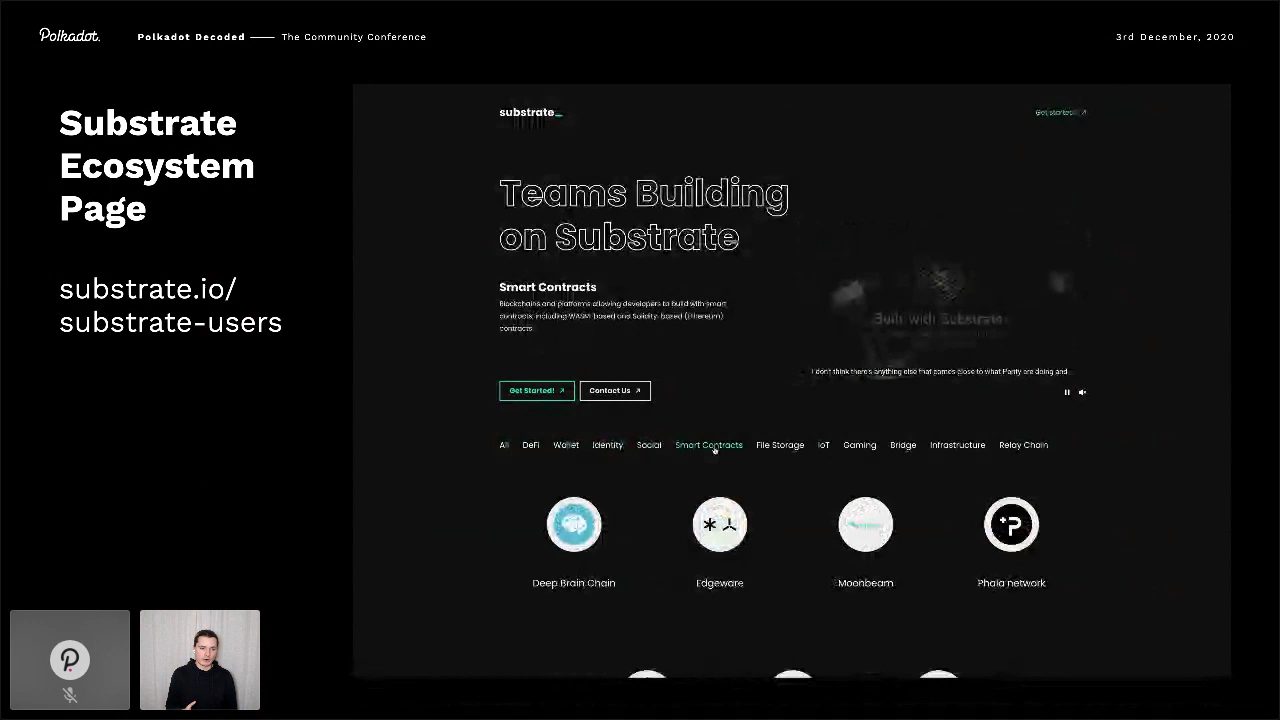 Polkadot.
Polkadot Decoded
The Community Conference
3rd December, 2020
Substrate
Ecosystem
Page
substrate.io/
substrate-users
substrate_
Get started
Teams Building
on Substrate
Smart Contracts
Blockchains and platforms allowing developers to build with smart
contracts, including WASM based and Solidity-based (Ethereum)
contracts.
Built with Substrate
I don't think there's anything else that comes close to what Parity are doing and
Get Started! ↗
Contact Us ↗
All DeFi Wallet Identity Social Smart Contracts File Storage IoT Gaming Bridge Infrastructure Relay Chain
Deep Brain Chain
Edgeware
Moonbeam
Phala network